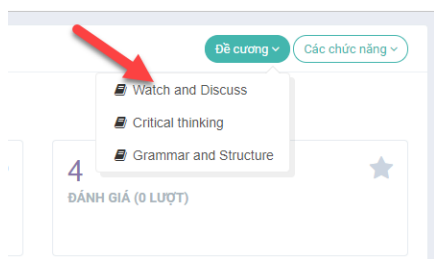 Đề cương
Các chức năng
Watch and Discuss
Critical thinking
Grammar and Structure
4
ĐÁNH GIÁ (0 LƯỢT)